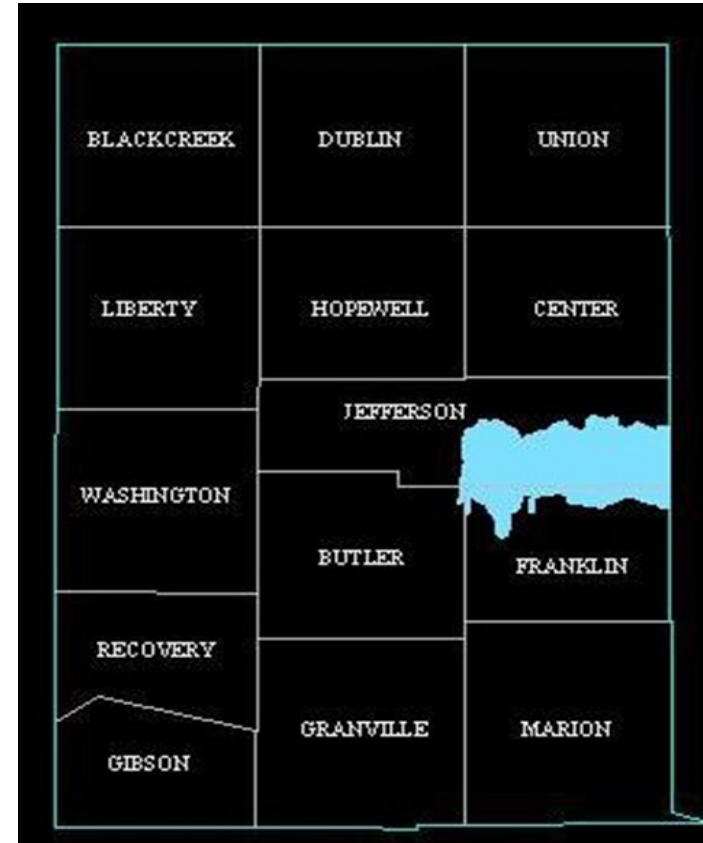 BLACKCREEK DUBLIN UNION
LIBERTY HOPEWELL CENTER
JEFFERSON
WASHINGTON
BUTLER FRANKLIN
RECOVERY
GRANVILLE MARION
GIBSON